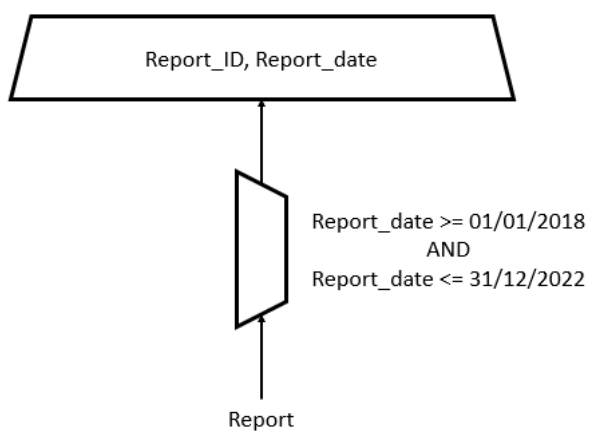 Report_ID, Report_date
Report_date >= 01/01/2018
AND
Report_date <= 31/12/2022
Report